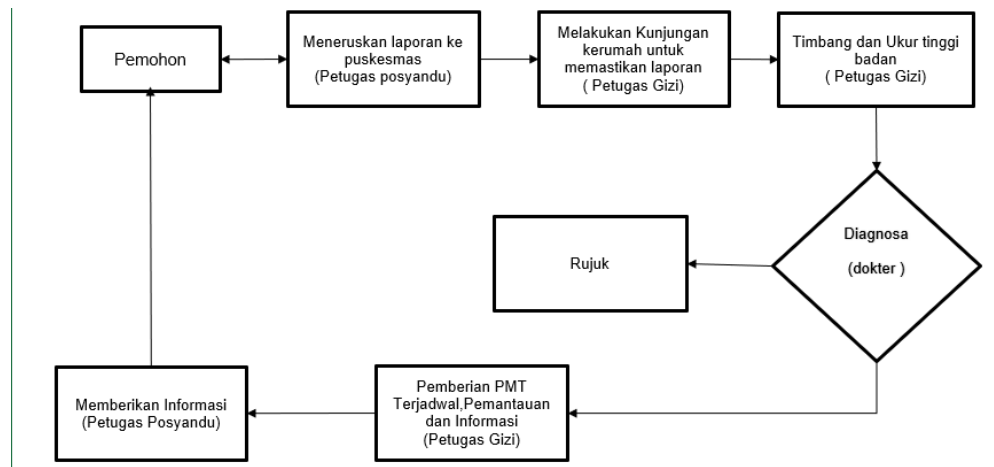 Pemohon
Meneruskan laporan ke
puskesmas
(Petugas posyandu)
Melakukan Kunjungan
kerumah untuk
memastikan laporan
( Petugas Gizi)
Timbang dan Ukur tinggi
badan
( Petugas Gizi)
Diagnosa
(dokter )
Rujuk
Pemberian PMT
Terjadwal,Pemantauan
dan Informasi
(Petugas Gizi)
Memberikan Informasi
(Petugas Posyandu)